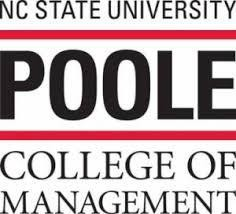 NC STATE UNIVERSITY
POOLE
COLLEGE OF
MANAGEMENT